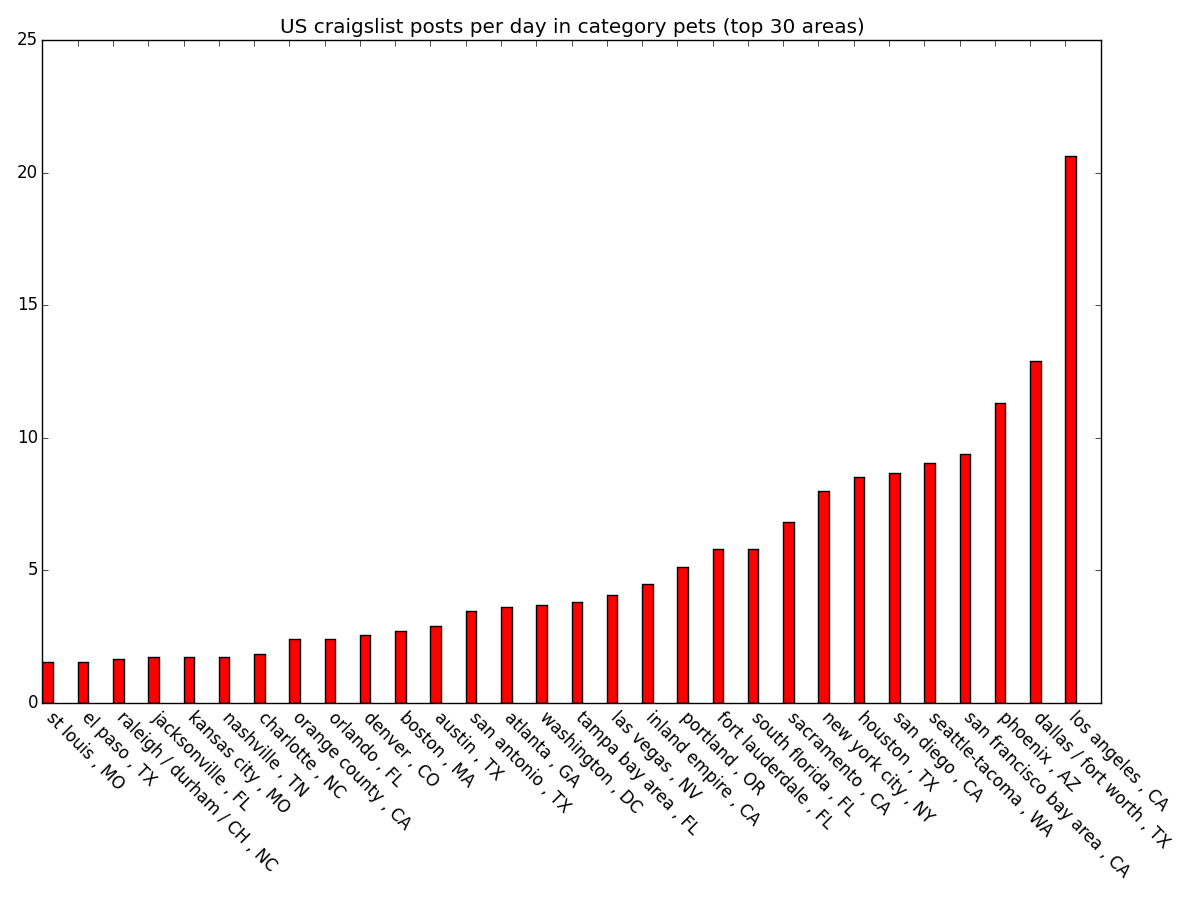 US craigslist posts per day in category pets (top 30 areas)
25
20
15
10
5
0
st louis , MO
el paso , TX
raleigh / durham / CH , NC
jacksonville , FL
kansas city , MO
nashville , TN
charlotte , NC
orange county , CA
orlando , FL
denver , CO
boston , MA
austin , TX
san antonio , TX
atlanta , GA
washington , DC
tampa bay area , FL
las vegas , NV
inland empire , CA
portland , OR
fort lauderdale , FL
south florida , FL
sacramento , CA
new york city , NY
houston , TX
san diego , CA
seattle-tacoma , WA
san francisco bay area , CA
phoenix , AZ
dallas / fort worth , TX
los angeles , CA